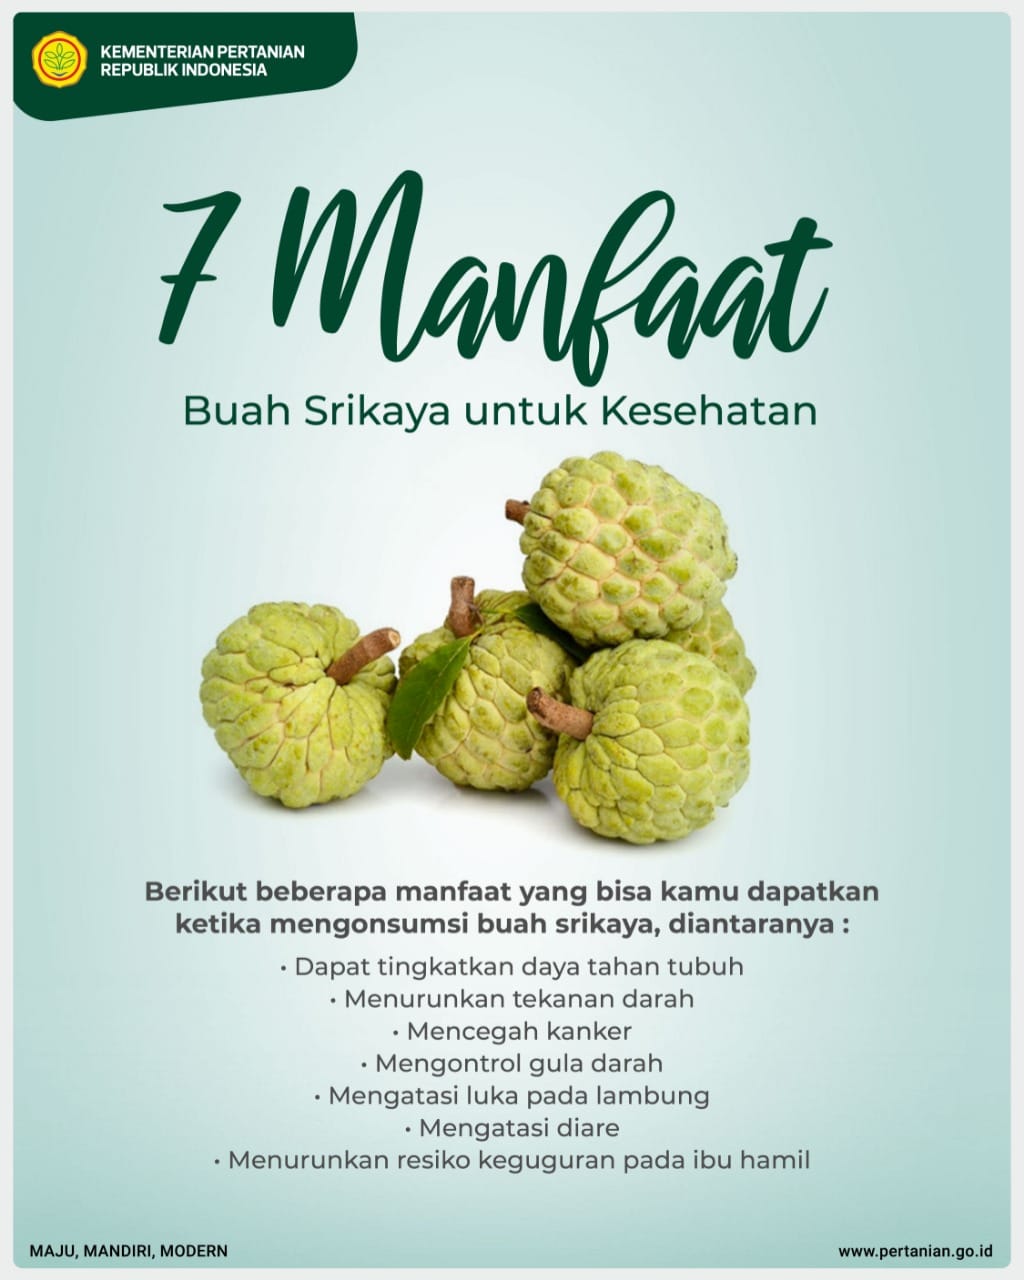 KEMENTERIAN PERTANIAN
REPUBLIK INDONESIA
7 Manfaat
Buah Srikaya untuk Kesehatan
Berikut beberapa manfaat yang bisa kamu dapatkan
ketika mengonsumsi buah srikaya, diantaranya :
• Dapat tingkatkan daya tahan tubuh
• Menurunkan tekanan darah
• Mencegah kanker
• Mengontrol gula darah
• Mengatasi luka pada lambung
• Mengatasi diare
• Menurunkan resiko keguguran pada ibu hamil
MAJU, MANDIRI, MODERN
www.pertanian.go.id